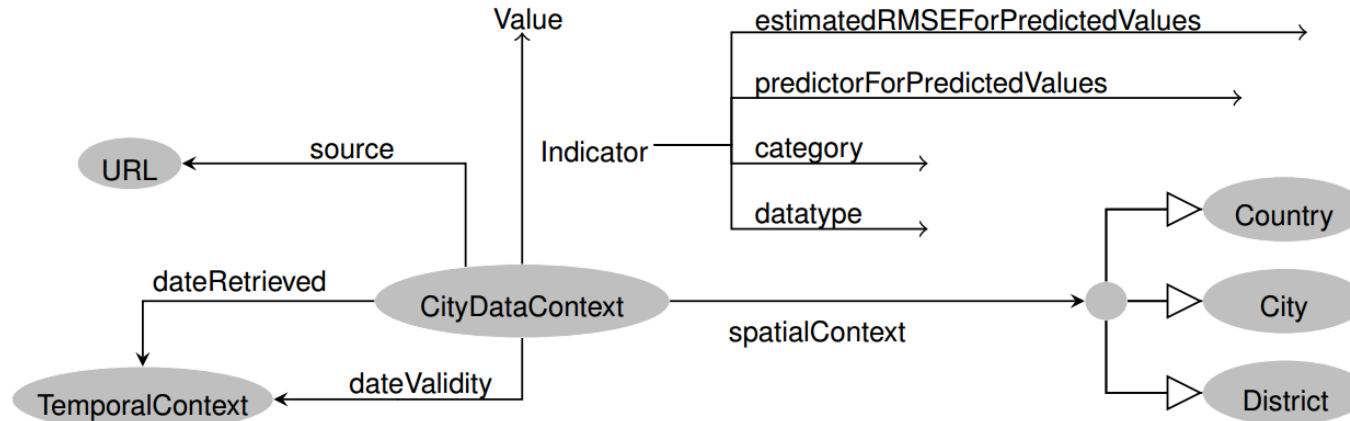 Value
estimatedRMSEForPredictedValues
predictorForPredictedValues
source
Indicator
category
URL
datatype
Country
dateRetrieved
CityDataContext
City
spatialContext
dateValidity
TemporalContext
District